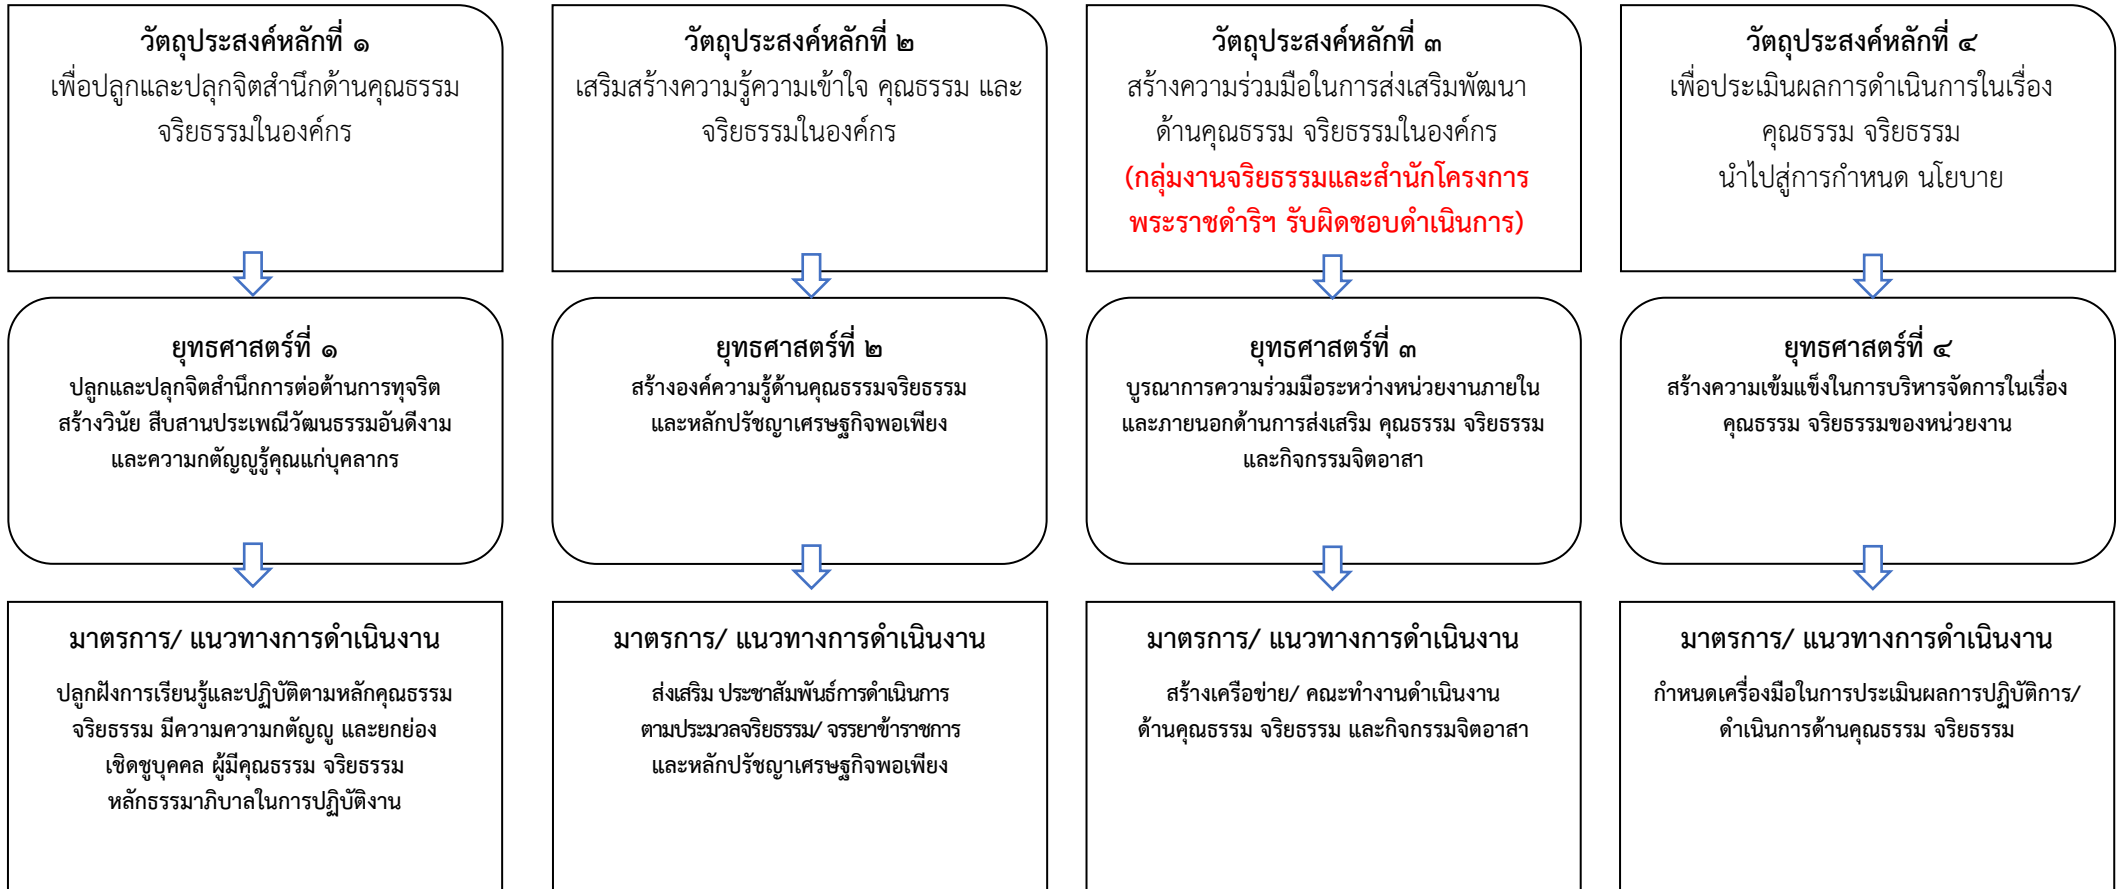 วัตถุประสงค์หลักที่ ๑
เพื่อปลูกและปลุกจิตสำนึกด้านคุณธรรม
จริยธรรมในองค์กร
วัตถุประสงค์หลักที่ ๒
เสริมสร้างความรู้ความเข้าใจ คุณธรรม และ
จริยธรรมในองค์กร
วัตถุประสงค์หลักที่ ๓
สร้างความร่วมมือในการส่งเสริมพัฒนา
ด้านคุณธรรม จริยธรรมในองค์กร
(กลุ่มงานจริยธรรมและสำนักโครงการ
พระราชดำริฯ รับผิดชอบดำเนินการ)
วัตถุประสงค์หลักที่ ๔
เพื่อประเมินผลการดำเนินการในเรื่อง
คุณธรรม จริยธรรม
นำไปสู่การกำหนด นโยบาย
ยุทธศาสตร์ที่ ๑
ปลูกและปลุกจิตสำนึกการต่อต้านการทุจริต
สร้างวินัย สืบสานประเพณีวัฒนธรรมอันดีงาม
และความกตัญญูรู้คุณแก่บุคลากร
ยุทธศาสตร์ที่ ๒
สร้างองค์ความรู้ด้านคุณธรรมจริยธรรม
และหลักปรัชญาเศรษฐกิจพอเพียง
ยุทธศาสตร์ที่ ๓
บูรณาการความร่วมมือระหว่างหน่วยงานภายใน
และภายนอกด้านการส่งเสริม คุณธรรม จริยธรรม
และกิจกรรมจิตอาสา
ยุทธศาสตร์ที่ ๔
สร้างความเข้มแข็งในการบริหารจัดการในเรื่อง
คุณธรรม จริยธรรมของหน่วยงาน
มาตรการ/ แนวทางการดำเนินงาน
ปลูกฝังการเรียนรู้และปฏิบัติตามหลักคุณธรรม
จริยธรรม มีความความกตัญญู และยกย่อง
เชิดชูบุคคล ผู้มีคุณธรรม จริยธรรม
หลักธรรมาภิบาลในการปฏิบัติงาน
มาตรการ/ แนวทางการดำเนินงาน
ส่งเสริม ประชาสัมพันธ์การดำเนินการ
ตามประมวลจริยธรรม/ จรรยาข้าราชการ
และหลักปรัชญาเศรษฐกิจพอเพียง
มาตรการ/ แนวทางการดำเนินงาน
สร้างเครือข่าย/ คณะทำงานดำเนินงาน
ด้านคุณธรรม จริยธรรม และกิจกรรมจิตอาสา
มาตรการ/ แนวทางการดำเนินงาน
กำหนดเครื่องมือในการประเมินผลการปฏิบัติการ/
ดำเนินการด้านคุณธรรม จริยธรรม